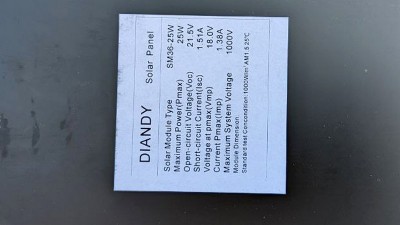 DIANDY Solar Panel
Solar Module Type SM36-25W
Maximum Power(Pmax) 25W
Open-circuit Voltage(Voc) 21.5V
Short-circuit Current(Isc) 1.51A
Voltage at pmax(Vmp) 18.0V
Current Pmax(Imp) 1.38A
Maximum System Voltage 1000V
Module Dimension
Standard test Concondition 1000W/m² AM1.5 25℃